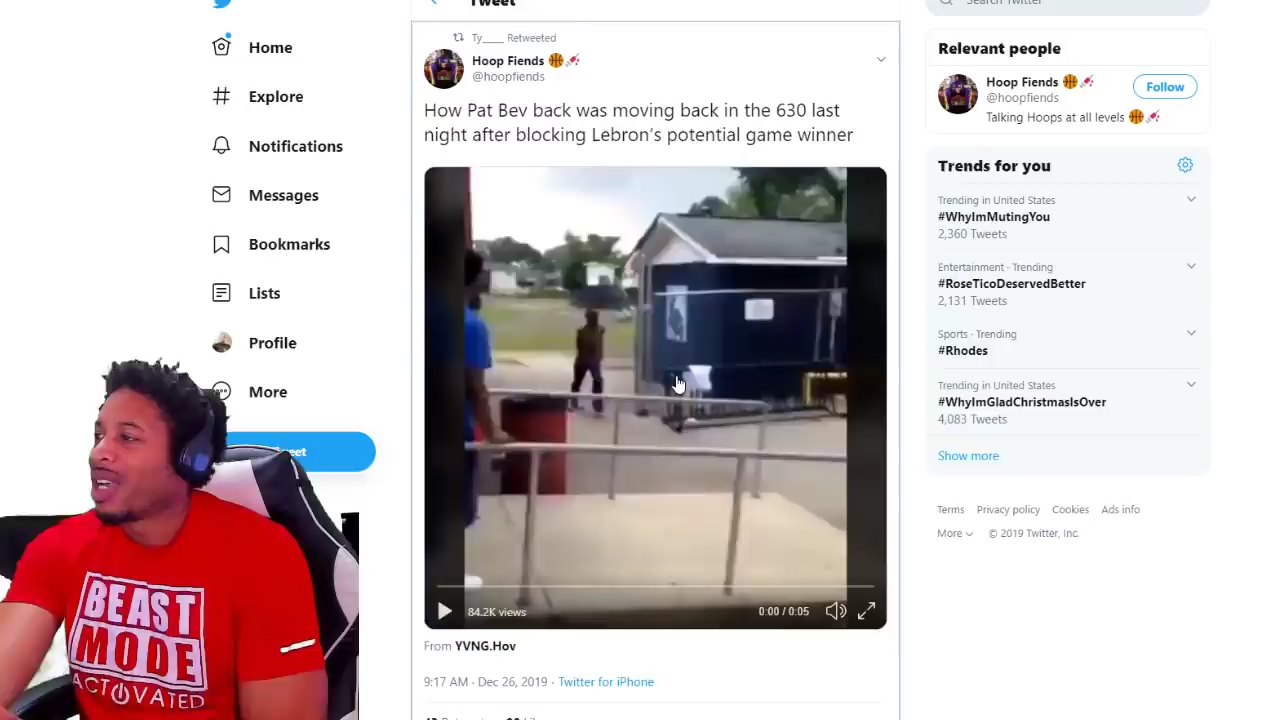 Tweet
Search Twitter
Home
Explore
Notifications
Messages
Bookmarks
Lists
Profile
More
Ty____ Retweeted
Hoop Fiends 🏀
@hoopfiends
How Pat Bev back was moving back in the 630 last
night after blocking Lebron's potential game winner
84.2K views
0:00 / 0:05
From YVNG.Hov
9:17 AM · Dec 26, 2019 · Twitter for iPhone
Relevant people
Hoop Fiends 🏀
@hoopfiends
Follow
Talking Hoops at all levels 🏀
Trends for you
Trending in United States
#WhyImMutingYou
2,360 Tweets
Entertainment · Trending
#RoseTicoDeservedBetter
2,131 Tweets
Sports · Trending
#Rhodes
Trending in United States
#WhyImGladChristmasIsOver
4,083 Tweets
Show more
Terms Privacy policy Cookies Ads info
More © 2019 Twitter, Inc.
BEAST
MODE
ACTIVATED